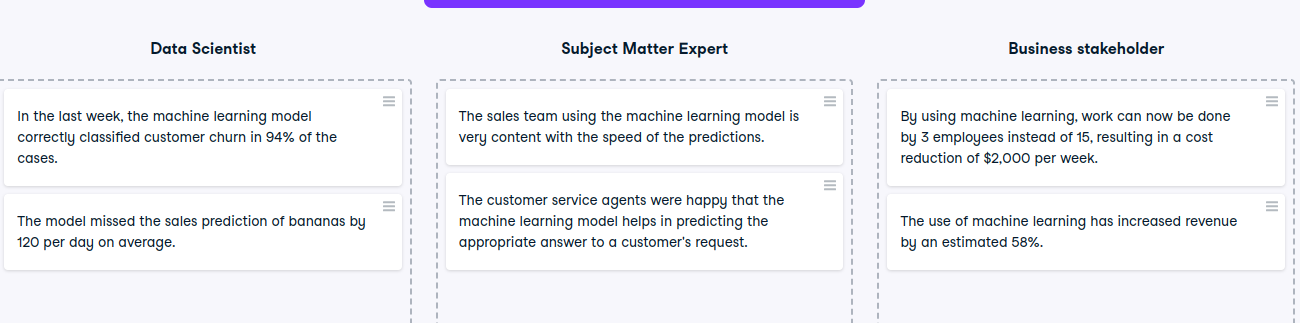 Data Scientist
In the last week, the machine learning model
correctly classified customer churn in 94% of the
cases.
The model missed the sales prediction of bananas by
120 per day on average.
Subject Matter Expert
The sales team using the machine learning model is
very content with the speed of the predictions.
The customer service agents were happy that the
machine learning model helps in predicting the
appropriate answer to a customer's request.
Business stakeholder
By using machine learning, work can now be done
by 3 employees instead of 15, resulting in a cost
reduction of $2,000 per week.
The use of machine learning has increased revenue
by an estimated 58%.